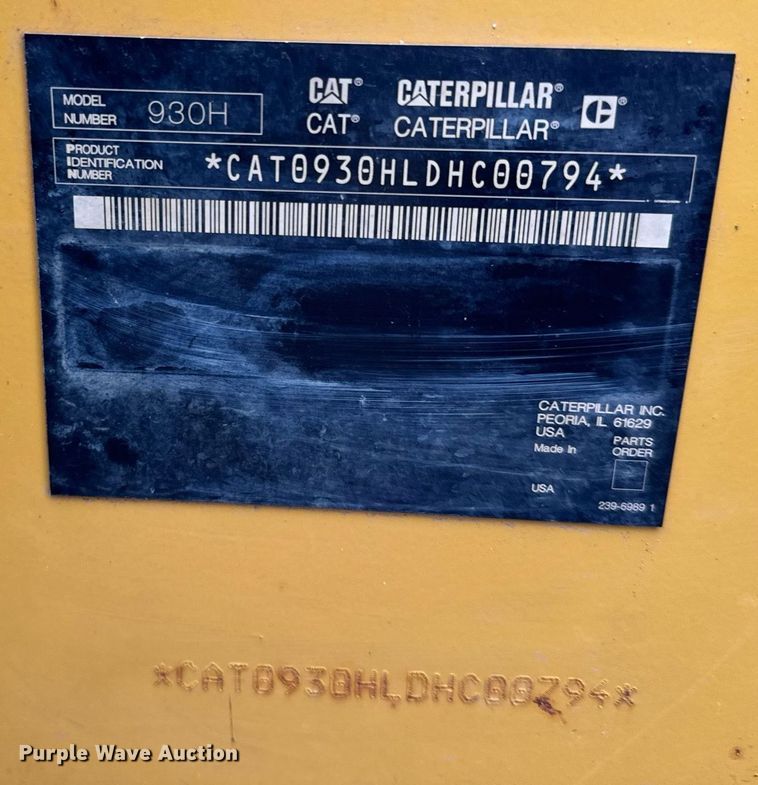 MODEL NUMBER 930H
CAT® CATERPILLAR® C®
CAT® CATERPILLAR®
PRODUCT IDENTIFICATION NUMBER *CAT0930HLDHC00794*
CATERPILLAR INC.
PEORIA, IL 61629
USA
Made in
PARTS ORDER
USA
239-6989 1
*CAT0930HLDHC00794*
Purple Wave Auction